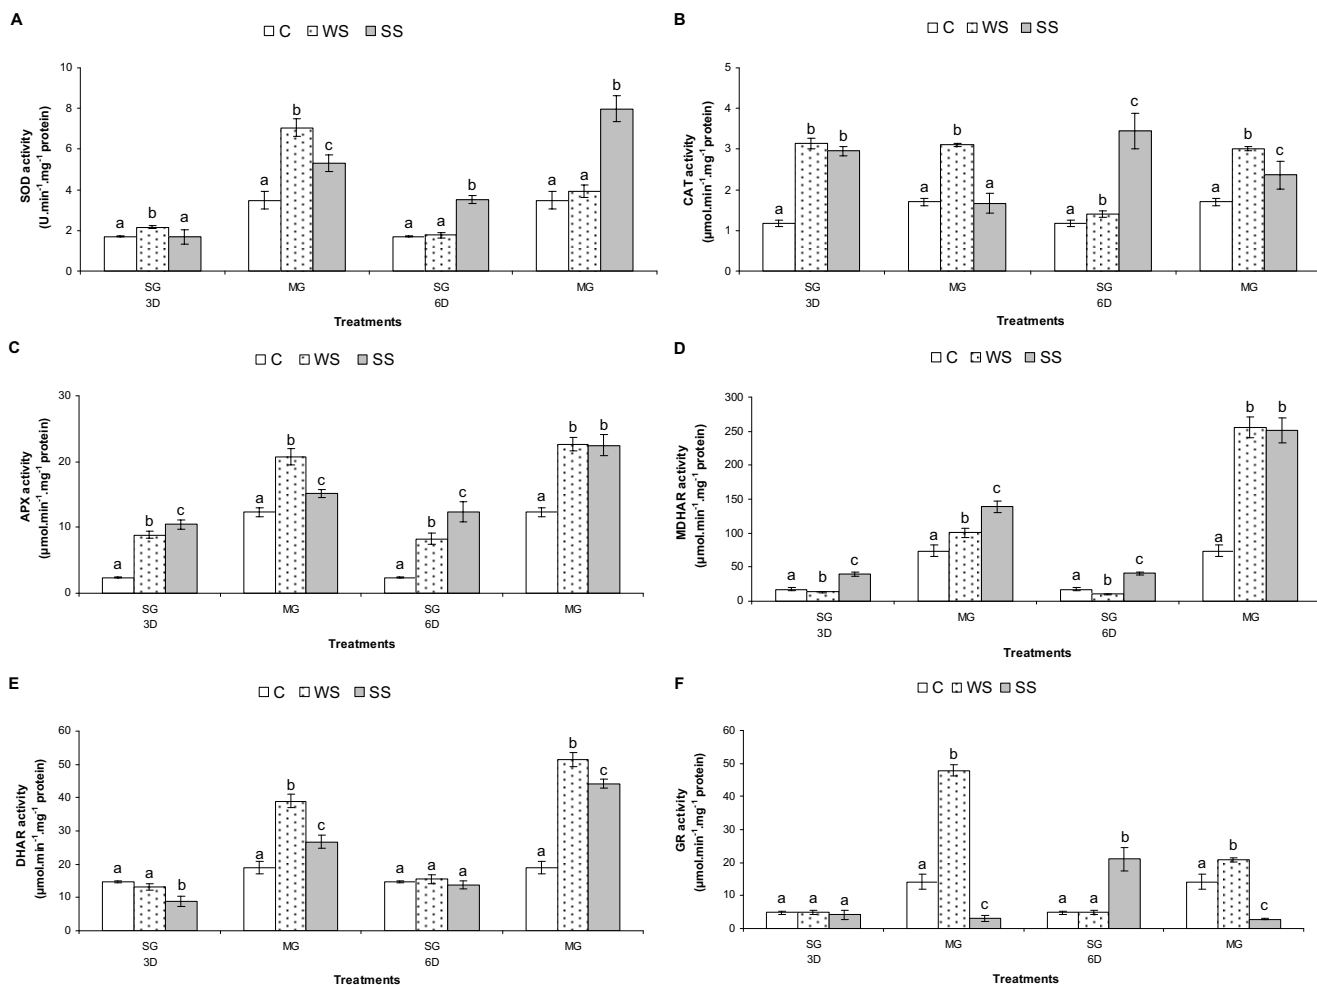 A
C WS SS
SOD activity
(U.min⁻¹.mg⁻¹ protein)
10
8
6
4
2
0
a b a
a b c
a a b
a a b
SG MG SG MG
3D 6D
Treatments
B
C WS SS
CAT activity
(µmol.min⁻¹.mg⁻¹ protein)
5
4
3
2
1
0
a b b
a b a
a b c
a b c
SG MG SG MG
3D 6D
Treatments
C
C WS SS
APX activity
(µmol.min⁻¹.mg⁻¹ protein)
30
20
10
0
a b c
a b c
a b c
a b b
SG MG SG MG
3D 6D
Treatments
D
C WS SS
MDHAR activity
(µmol.min⁻¹.mg⁻¹ protein)
300
250
200
150
100
50
0
a b c
a b c
a b c
a b b
SG MG SG MG
3D 6D
Treatments
E
C WS SS
DHAR activity
(µmol.min⁻¹.mg⁻¹ protein)
60
50
40
30
20
10
0
a a b
a b c
a a a
a b c
SG MG SG MG
3D 6D
Treatments
F
C WS SS
GR activity
(µmol.min⁻¹.mg⁻¹ protein)
60
50
40
30
20
10
0
a a a
a b c
a a b
a b c
SG MG SG MG
3D 6D
Treatments